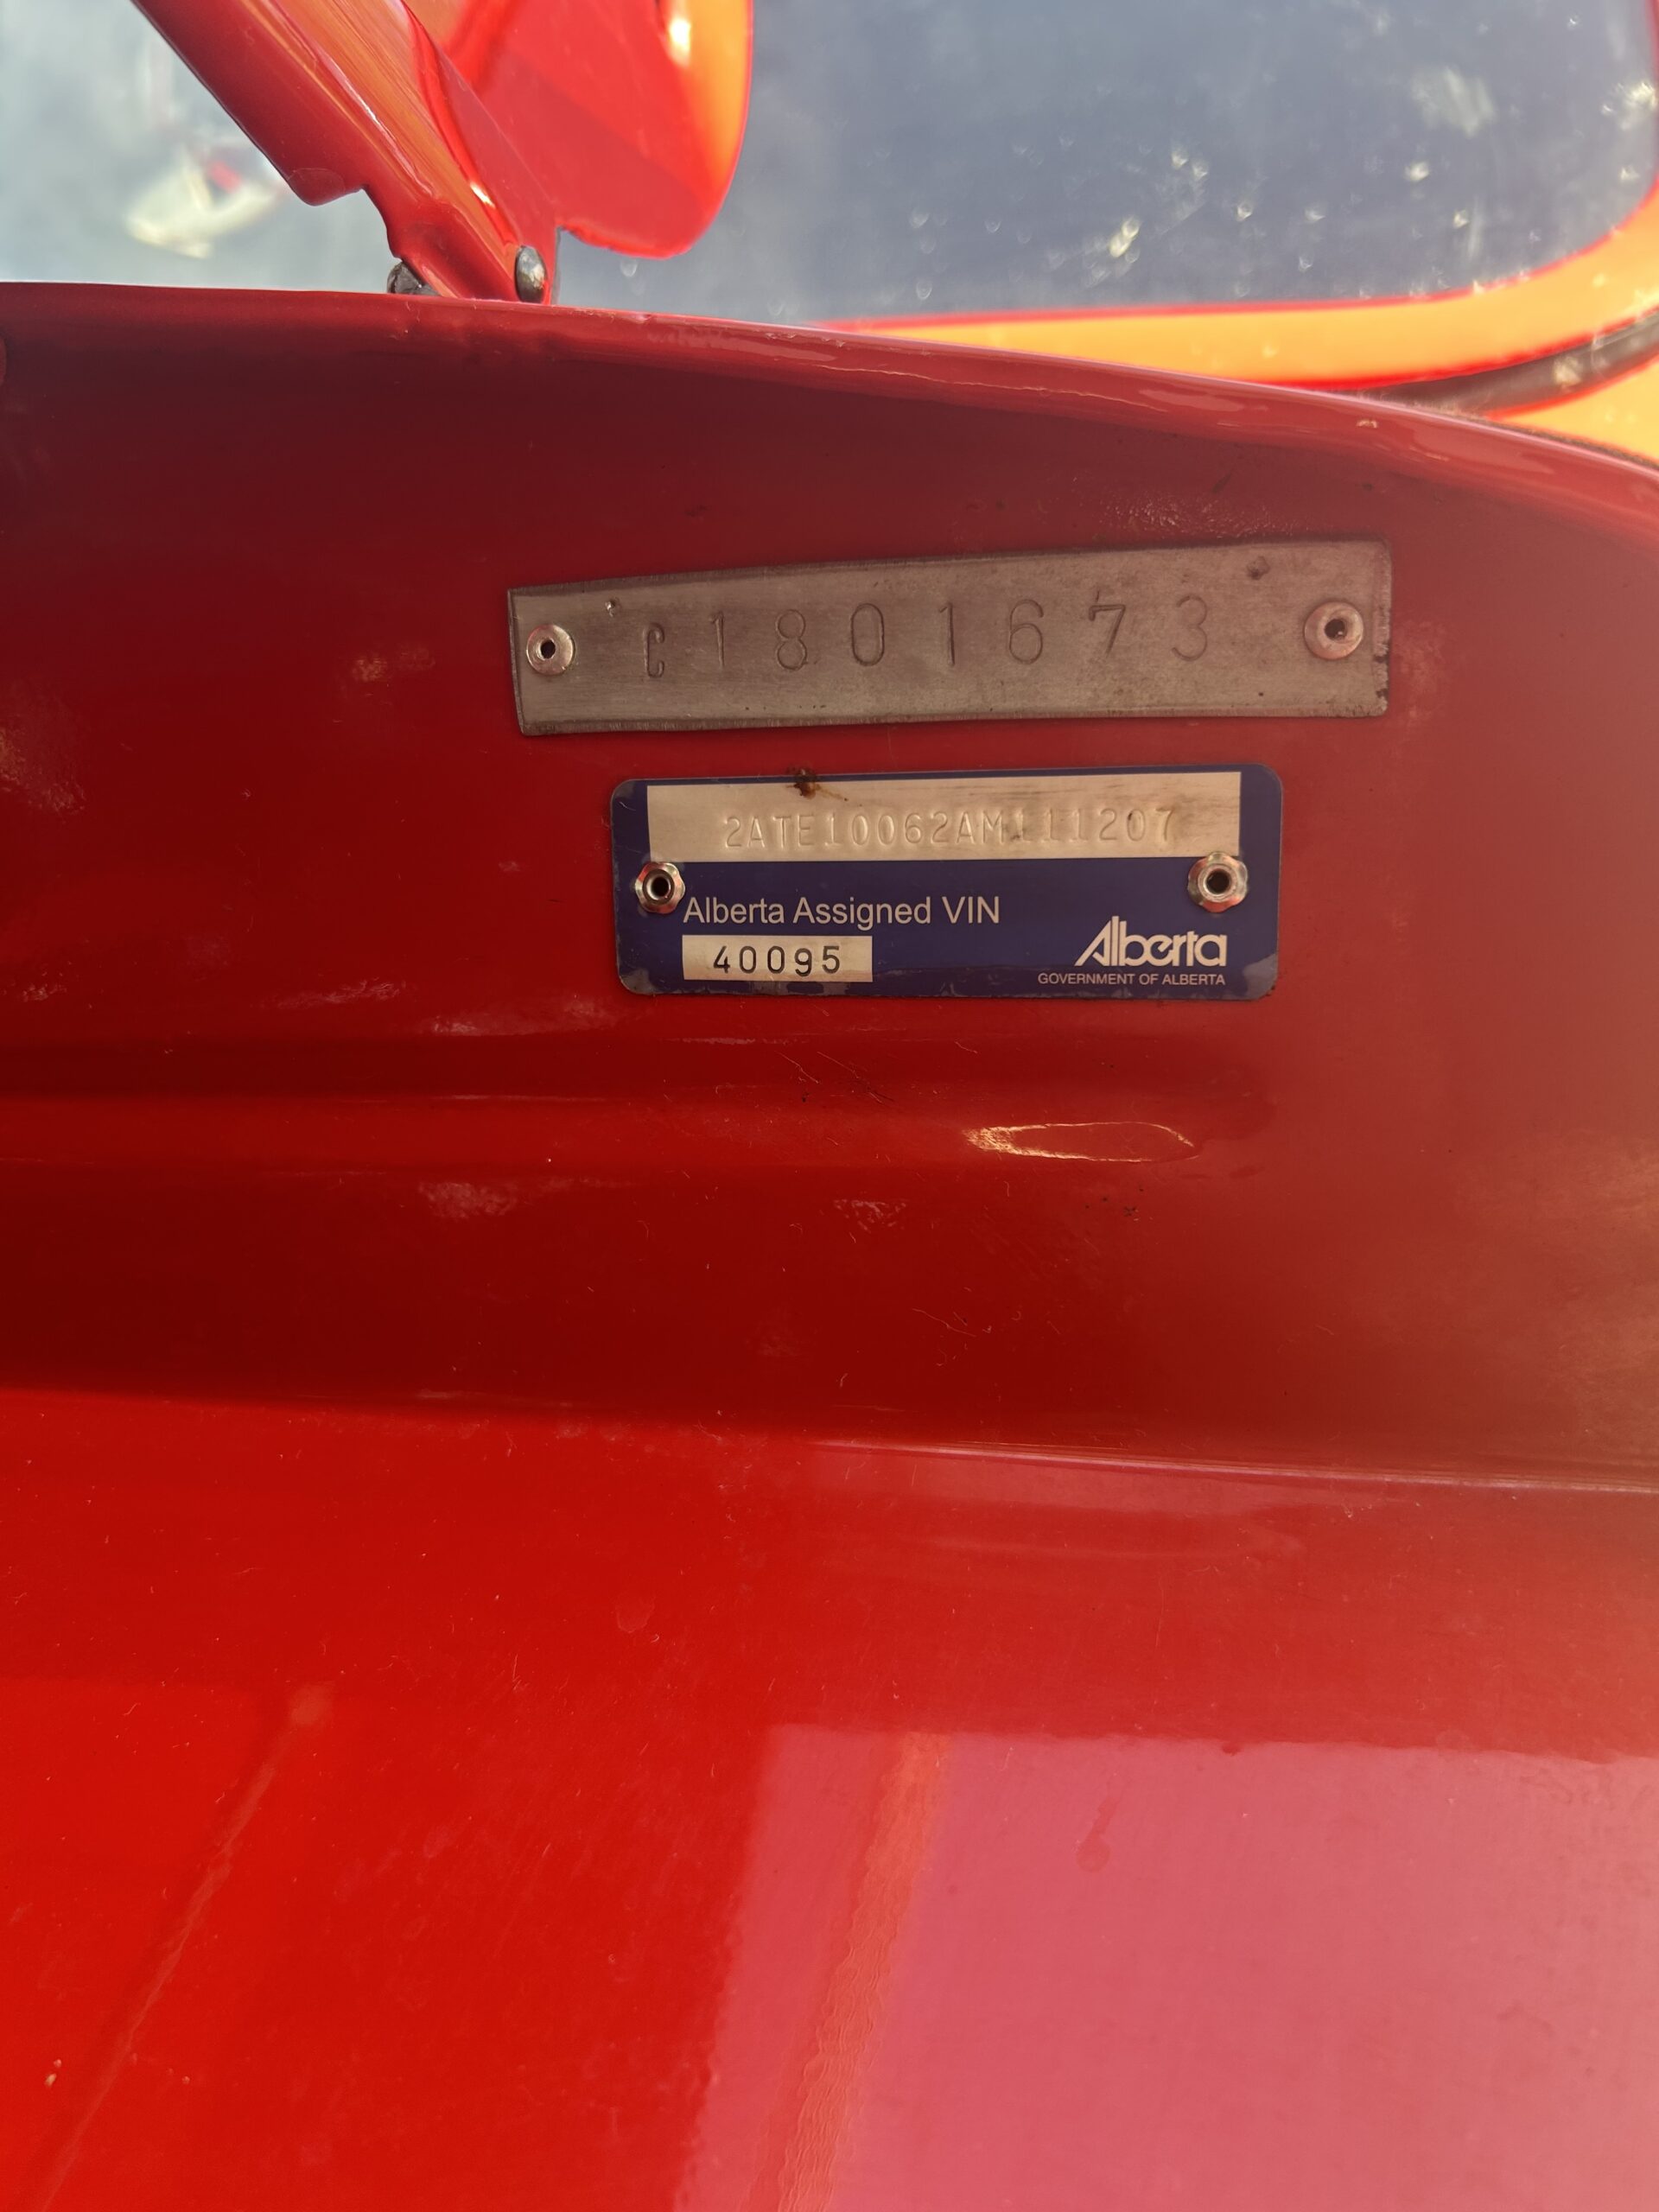 C1801673
2ATE10062AM111207
Alberta Assigned VIN
40095
Alberta
GOVERNMENT OF ALBERTA